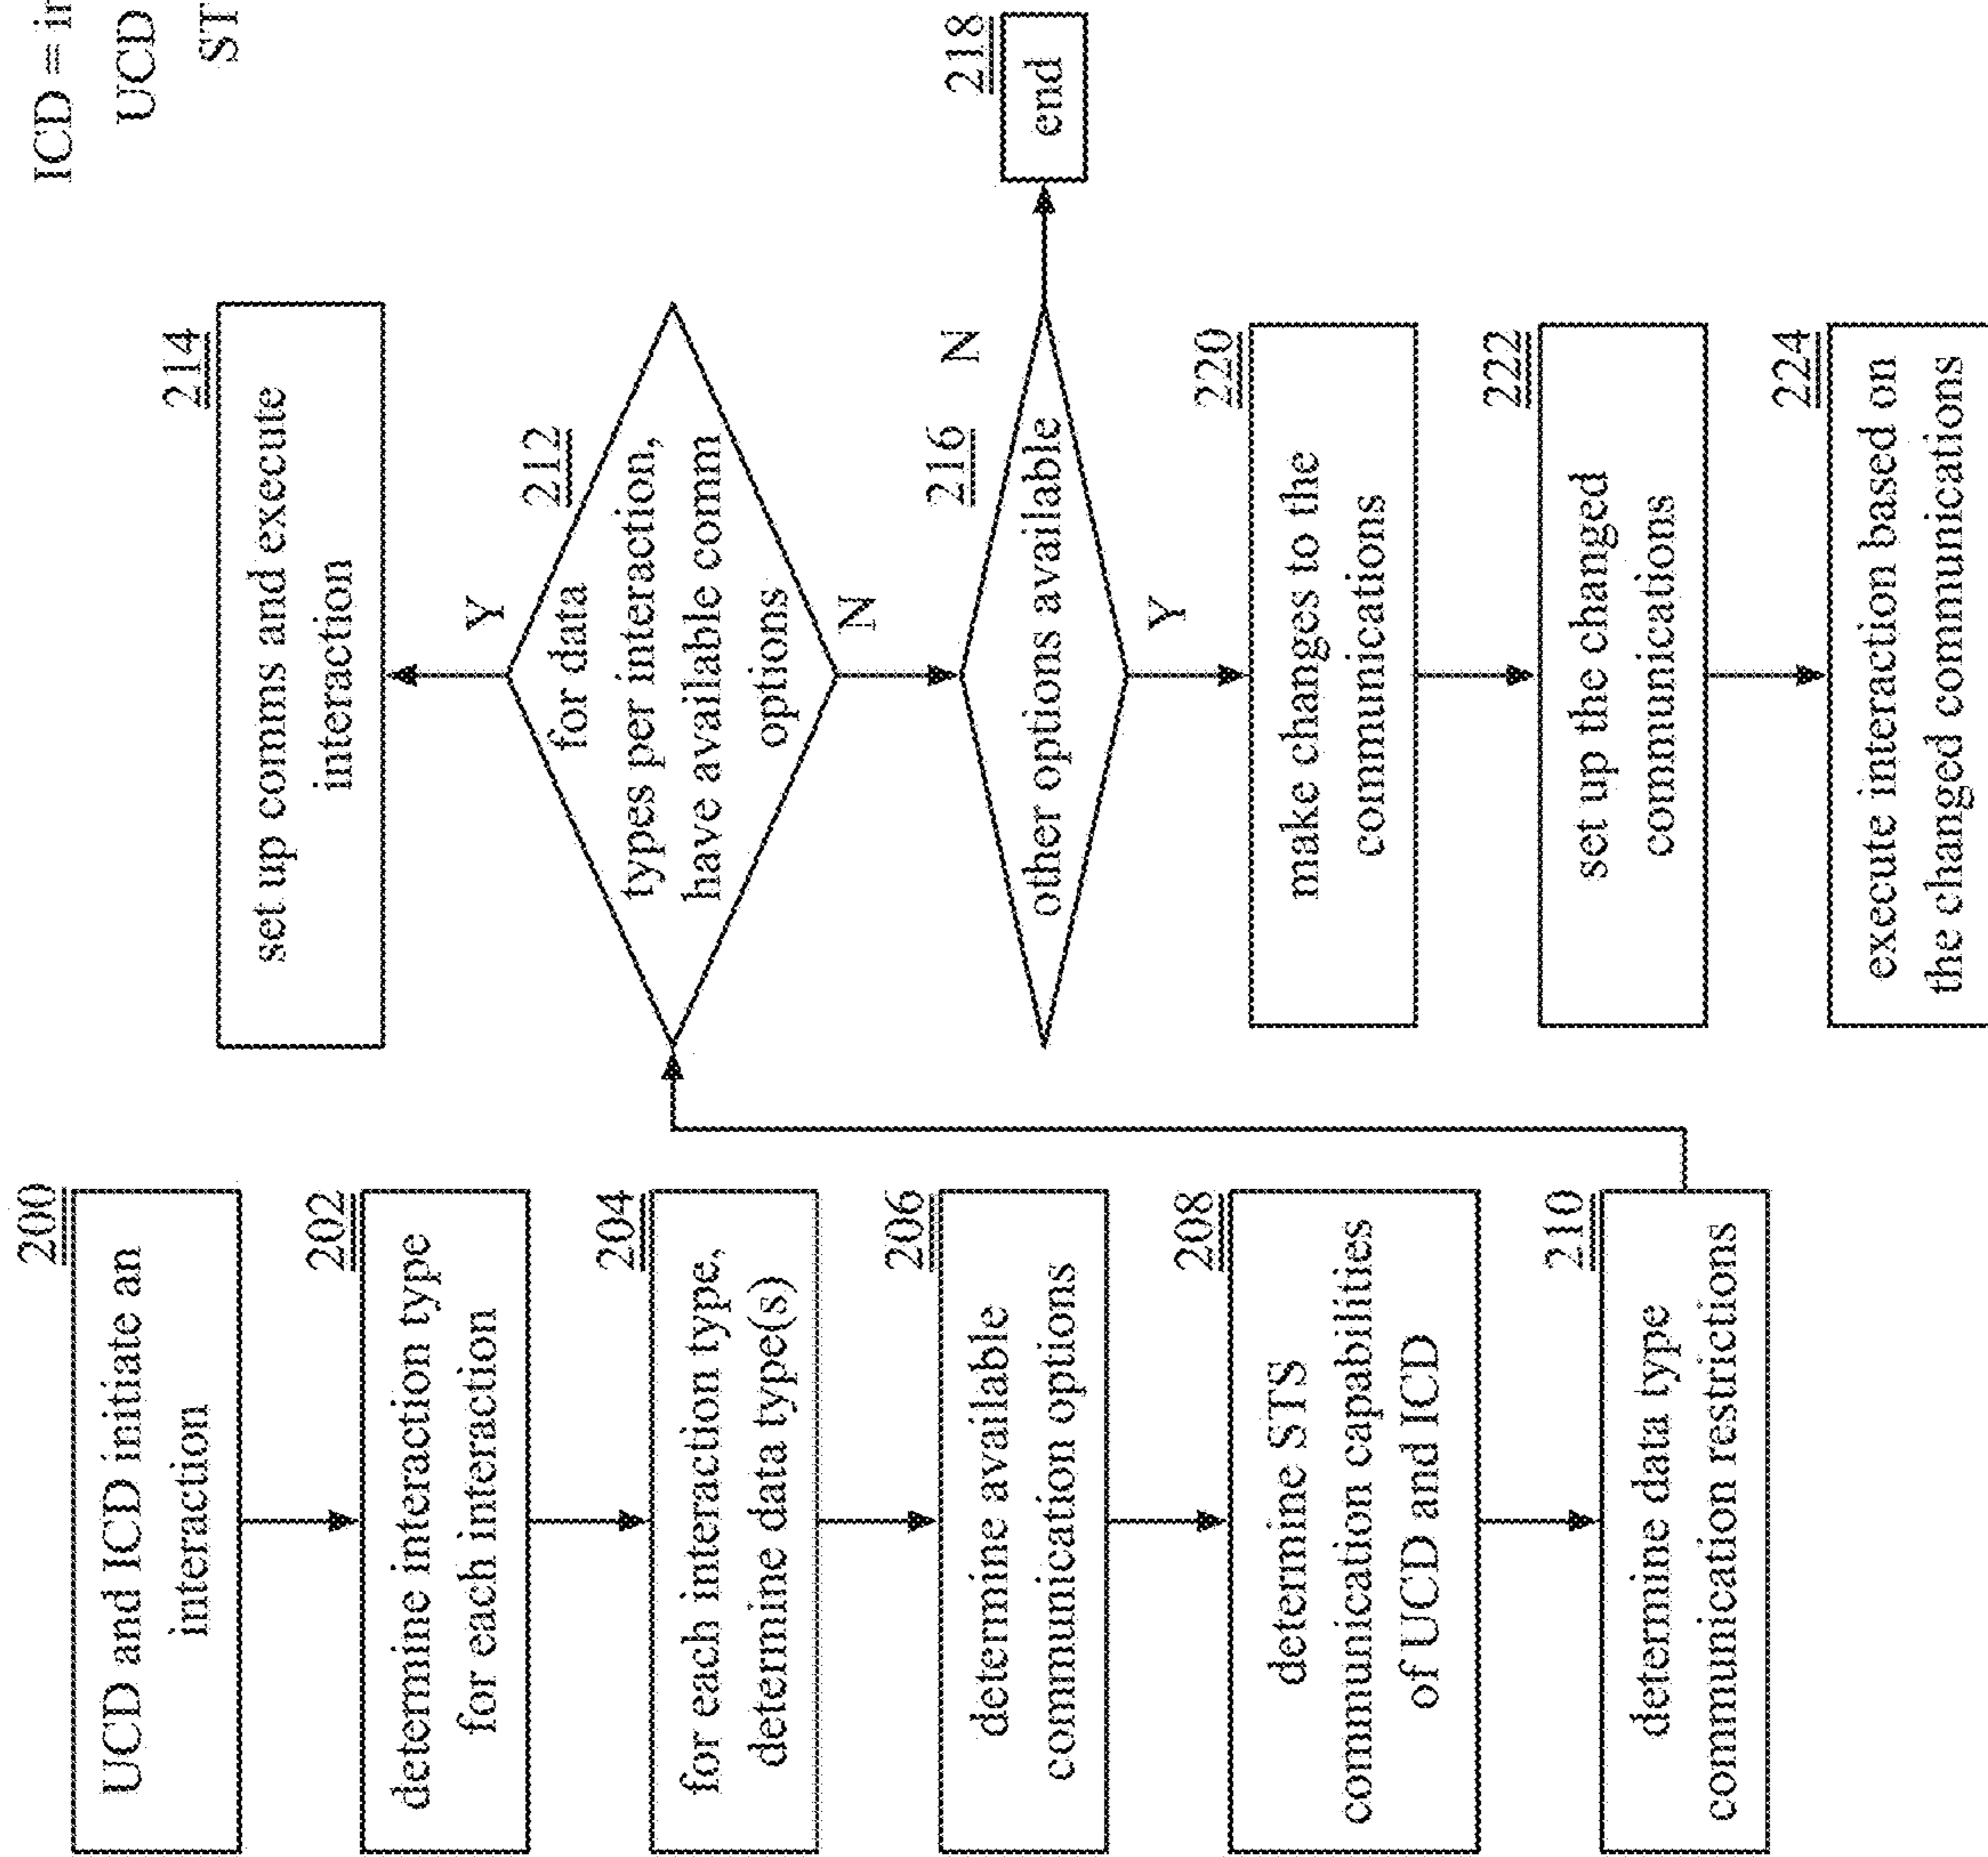 ICD = in
UCD
ST
200
UCD and ICD initiate an
interaction
202
determine interaction type
for each interaction
204
for each interaction type,
determine data type(s)
206
determine available
communication options
208
determine STS
communication capabilities
of UCD and ICD
210
determine data type
communication restrictions
214
set up comms and execute
interaction
Y
212
for data
types per interaction,
have available comm
options
N
216
N
other options available
218
end
Y
220
make changes to the
communications
222
set up the changed
communications
224
execute interaction based on
the changed communications